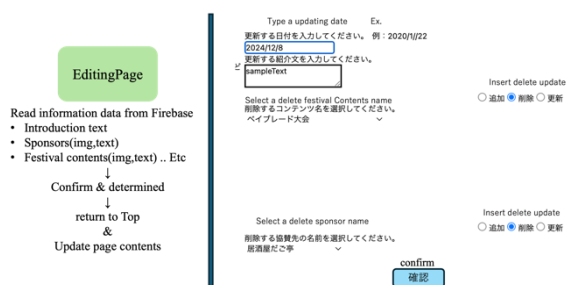 EditingPage
Read information data from Firebase
• Introduction text
• Sponsors(img,text)
• Festival contents(img,text) .. Etc
↓
Confirm & determined
↓
return to Top
&
Update page contents
Type a updating date Ex.
更新する日付を入力してください。 例：2020/1//22
2024/12/8
更新する紹介文を入力してください。
sampleText
Insert delete update
追加 削除 更新
Select a delete festival Contents name
削除するコンテンツ名を選択してください。
ベイブレード大会
Insert delete update
追加 削除 更新
Select a delete sponsor name
削除する協賛先の名前を選択してください。
居酒屋だご亭
confirm
確認